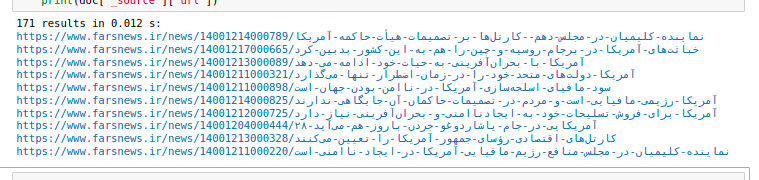 print(doc['_source']['url'])
171 results in 0.012 s:
https://www.farsnews.ir/news/14001214000789/نماینده-کلیمیان-در-مجلس-دهم--کارتل‌ها-بر-تصمیمات-هیأت-حاکمه-آمریکا
https://www.farsnews.ir/news/14001217000665/خباثت‌های-آمریکا-در-برجام-روسیه-و-چین-را-هم-به-این-کشور-بدبین-کرد
https://www.farsnews.ir/news/14001213000089/آمریکا-با-بحران‌آفرینی-به-حیات-خود-ادامه-می-دهد
https://www.farsnews.ir/news/14001211000321/آمریکا-دولت‌های-متحد-خود-را-در-زمان-اضطرار-تنها-می‌گذارد
https://www.farsnews.ir/news/14001211000898/سود-مافیای-اسلحه‌سازی-آمریکا-در-ناامن-بودن-جهان-است
https://www.farsnews.ir/news/14001214000825/آمریکا-رژیمی-مافیایی-است-و-مردم-در-تصمیمات-حاکمان-آن-جایگاهی-ندارند
https://www.farsnews.ir/news/14001212000725/آمریکا-برای-فروش-تسلیحات-خود-به-ایجادناامنی-و-بحران‌آفرینی-نیاز-دارد
https://www.farsnews.ir/news/14001204000444/۲۸-آمریکایی-در-جام-پاشاردوغو-جردن-باروز-هم-می‌آید
https://www.farsnews.ir/news/14001213000328/کارتل‌های-اقتصادی-رؤسای-جمهور-آمریکا-را-تعیین-می‌کنند
https://www.farsnews.ir/news/14001211000220/نماینده-کلیمیان-در-مجلس-منافع-رژیم-مافیایی-آمریکا-در-ایجاد-ناامنی-است